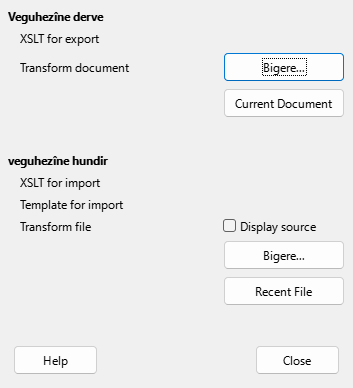 Veguhezîne derve
XSLT for export
Transform document
Bigere...
Current Document
veguhezîne hundir
XSLT for import
Template for import
Transform file
Display source
Bigere...
Recent File
Help
Close